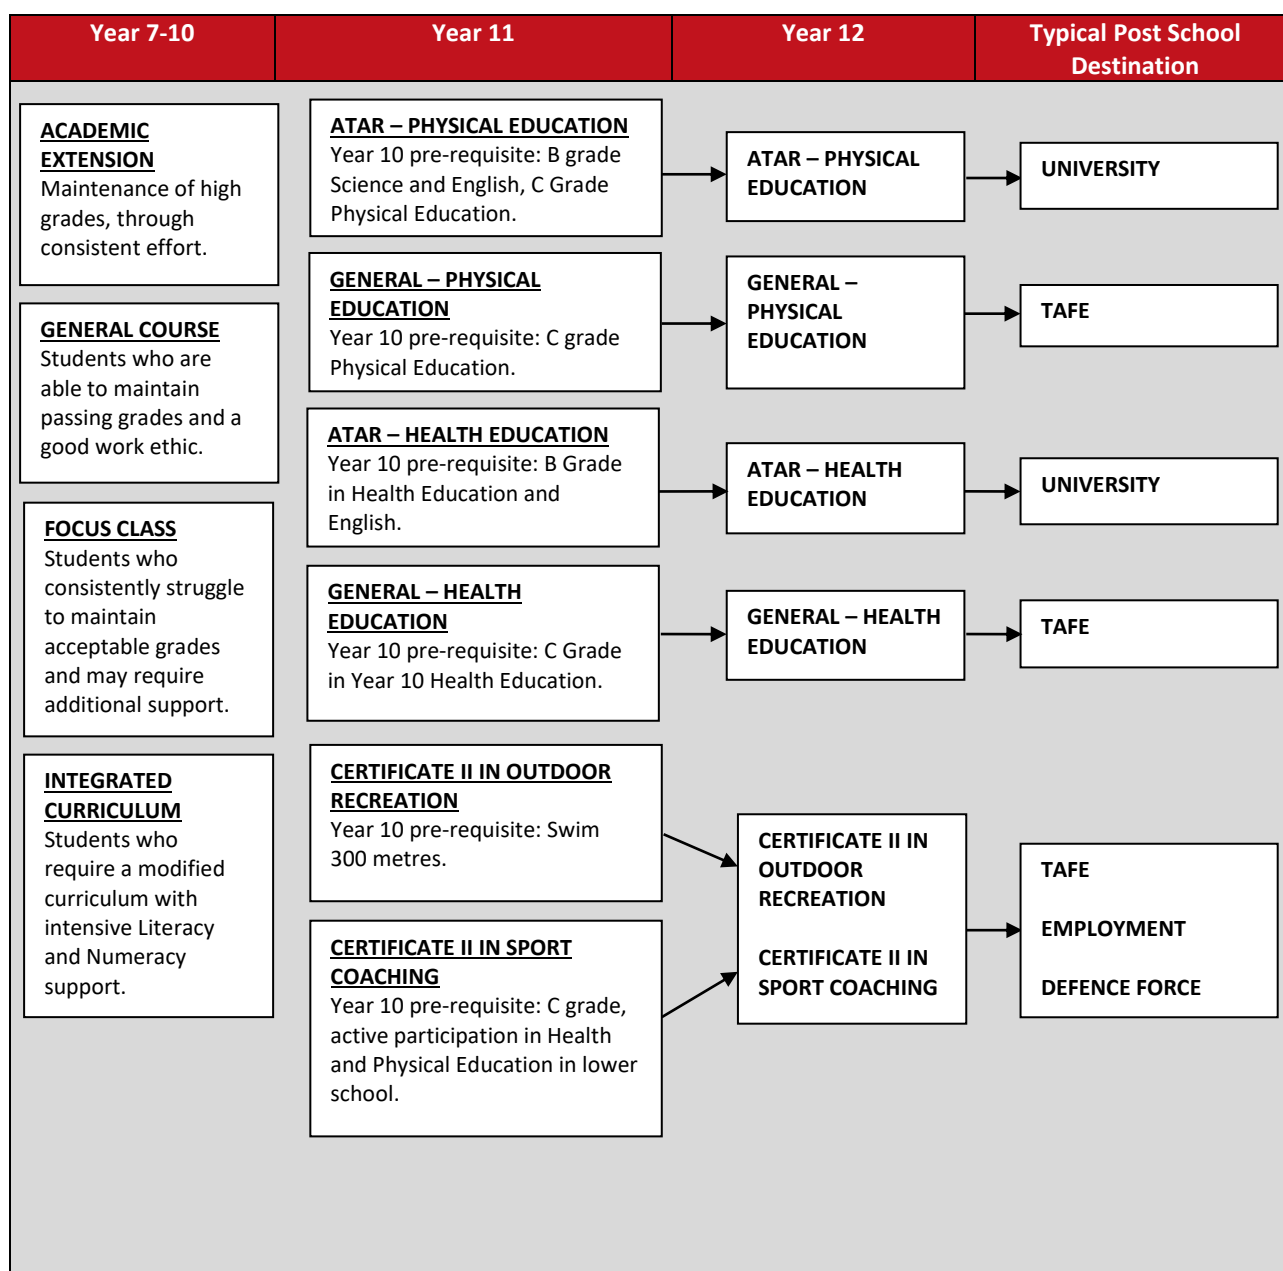 Year 7-10
Year 11
Year 12
Typical Post School
Destination
ACADEMIC
EXTENSION
Maintenance of high
grades, through
consistent effort.
GENERAL COURSE
Students who are
able to maintain
passing grades and a
good work ethic.
FOCUS CLASS
Students who
consistently struggle
to maintain
acceptable grades
and may require
additional support.
INTEGRATED
CURRICULUM
Students who
require a modified
curriculum with
intensive Literacy
and Numeracy
support.
ATAR – PHYSICAL EDUCATION
Year 10 pre-requisite: B grade
Science and English, C Grade
Physical Education.
GENERAL – PHYSICAL
EDUCATION
Year 10 pre-requisite: C grade
Physical Education.
ATAR – HEALTH EDUCATION
Year 10 pre-requisite: B Grade
in Health Education and
English.
GENERAL – HEALTH
EDUCATION
Year 10 pre-requisite: C Grade
in Year 10 Health Education.
CERTIFICATE II IN OUTDOOR
RECREATION
Year 10 pre-requisite: Swim
300 metres.
CERTIFICATE II IN SPORT
COACHING
Year 10 pre-requisite: C grade,
active participation in Health
and Physical Education in lower
school.
ATAR – PHYSICAL
EDUCATION
GENERAL –
PHYSICAL
EDUCATION
ATAR – HEALTH
EDUCATION
GENERAL – HEALTH
EDUCATION
CERTIFICATE II IN
OUTDOOR
RECREATION
CERTIFICATE II IN
SPORT COACHING
UNIVERSITY
TAFE
UNIVERSITY
TAFE
TAFE
EMPLOYMENT
DEFENCE FORCE